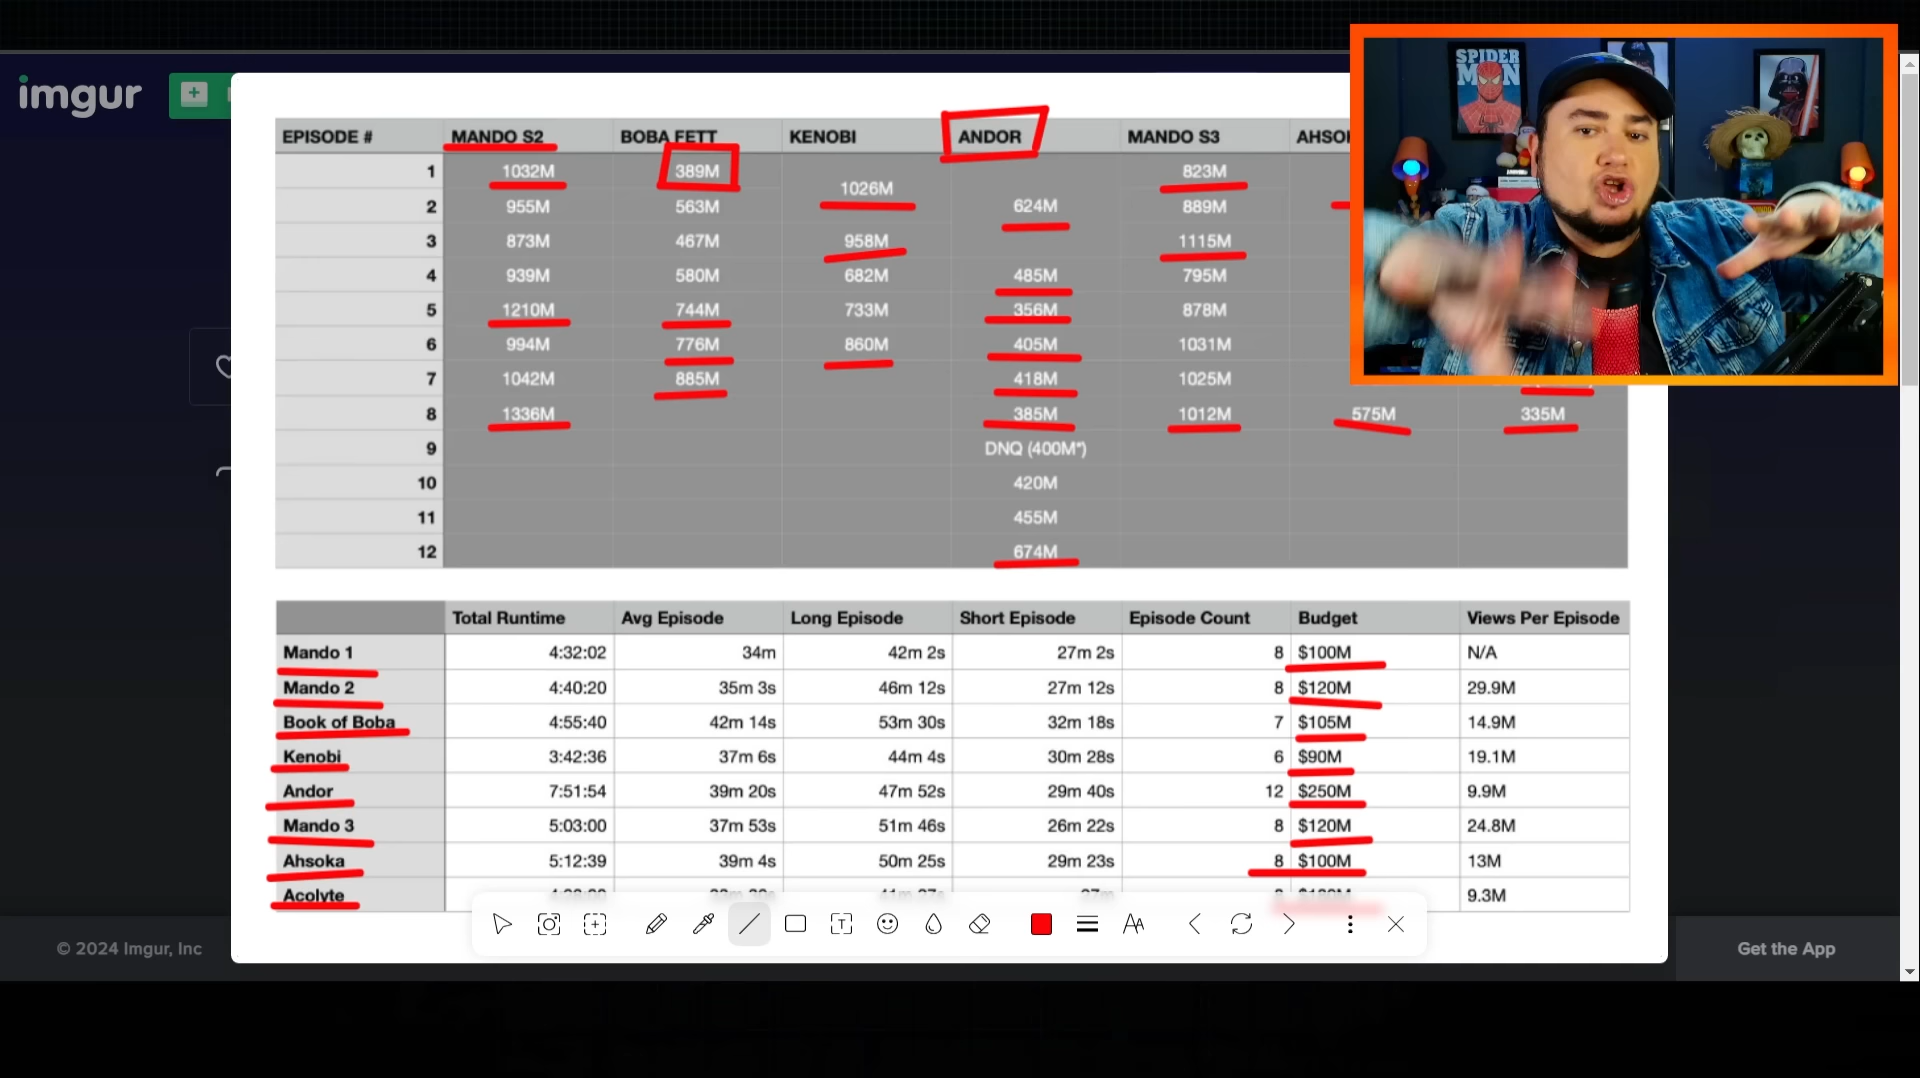 SPIDER
MAN
imgur
EPISODE # MANDO S2 BOBA FETT KENOBI ANDOR MANDO S3
1 1032M 389M 823M
1026M
2 955M 563M 624M 889M
3 873M 467M 958M 1115M
4 939M 580M 682M 485M 795M
5 1210M 744M 733M 356M 878M
6 994M 776M 860M 405M 1031M
7 1042M 885M 418M 1025M
8 1336M 385M 1012M 575M 335M
9 DNQ (400M*)
10 420M
11 455M
12 674M
Total Runtime Avg Episode Long Episode Short Episode Episode Count Budget Views Per Episode
Mando 1 4:32:02 34m 42m 2s 27m 2s 8 $100M N/A
Mando 2 4:40:20 35m 3s 46m 12s 27m 12s 8 $120M 29.9M
Book of Boba 4:55:40 42m 14s 53m 30s 32m 18s 7 $105M 14.9M
Kenobi 3:42:36 37m 6s 44m 4s 30m 28s 6 $90M 19.1M
Andor 7:51:54 39m 20s 47m 52s 29m 40s 12 $250M 9.9M
Mando 3 5:03:00 37m 53s 51m 46s 26m 22s 8 $120M 24.8M
Ahsoka 5:12:39 39m 4s 50m 25s 29m 23s 8 $100M 13M
Acolyte 9.3M
© 2024 Imgur, Inc
Get the App